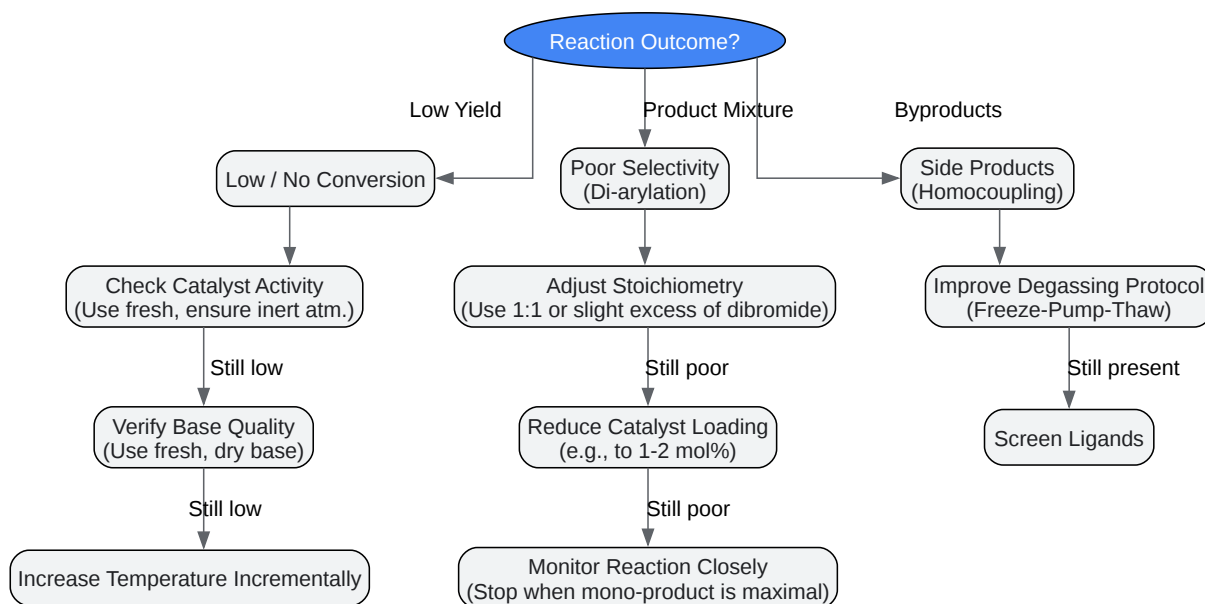 Reaction Outcome?
Low Yield
Product Mixture
Byproducts
Low / No Conversion
Poor Selectivity
(Di-arylation)
Side Products
(Homocoupling)
Check Catalyst Activity
(Use fresh, ensure inert atm.)
Adjust Stoichiometry
(Use 1:1 or slight excess of dibromide)
Improve Degassing Protocol
(Freeze-Pump-Thaw)
Still low
Still poor
Still present
Verify Base Quality
(Use fresh, dry base)
Reduce Catalyst Loading
(e.g., to 1-2 mol%)
Screen Ligands
Still low
Still poor
Increase Temperature Incrementally
Monitor Reaction Closely
(Stop when mono-product is maximal)